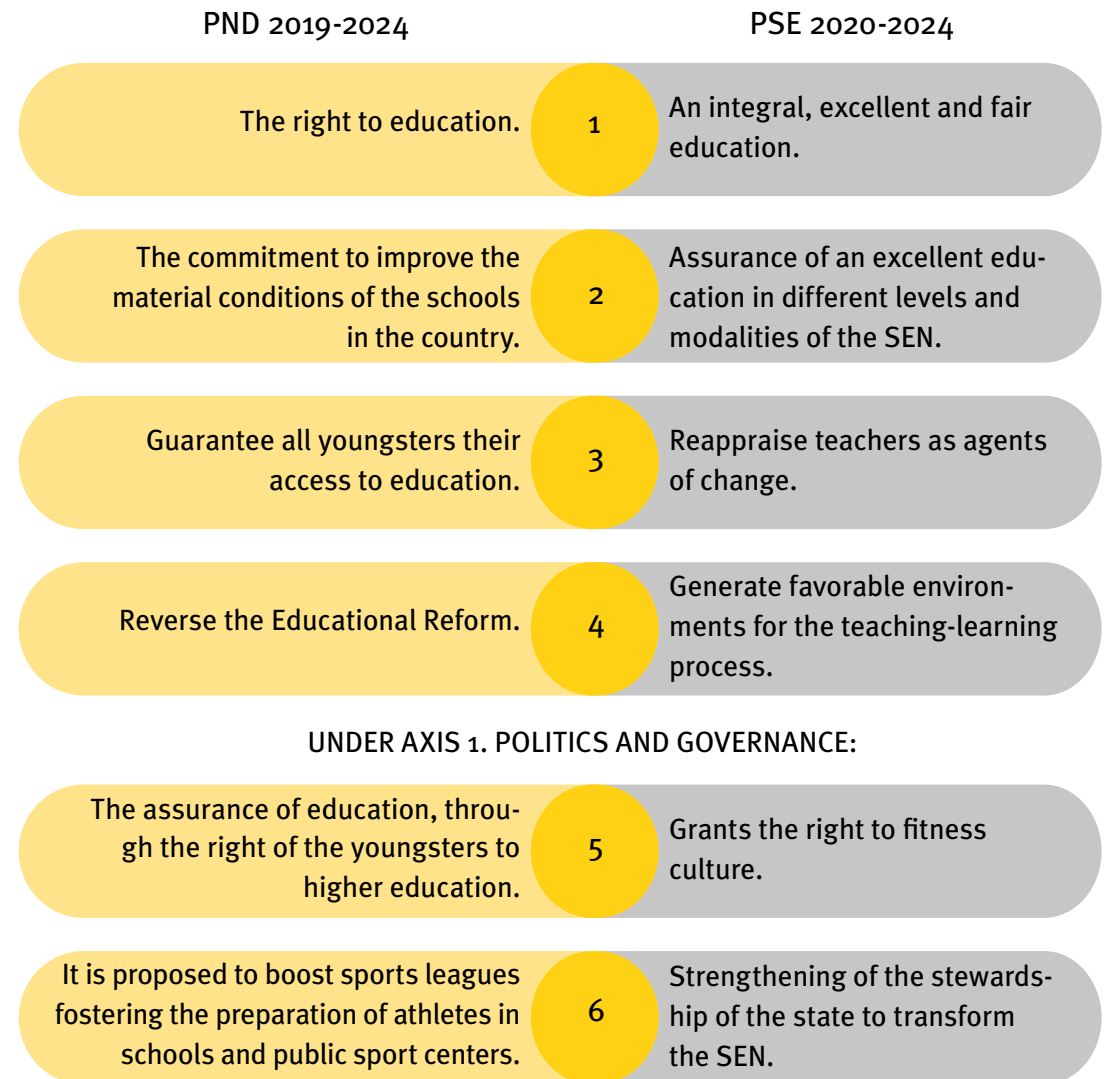 PND 2019-2024
PSE 2020-2024
The right to education.
1
An integral, excellent and fair
education.
The commitment to improve the
material conditions of the schools
in the country.
2
Assurance of an excellent edu-
cation in different levels and
modalities of the SEN.
Guarantee all youngsters their
access to education.
3
Reappraise teachers as agents
of change.
Reverse the Educational Reform.
4
Generate favorable environ-
ments for the teaching-learning
process.
UNDER AXIS 1. POLITICS AND GOVERNANCE:
The assurance of education, throu-
gh the right of the youngsters to
higher education.
5
Grants the right to fitness
culture.
It is proposed to boost sports leagues
fostering the preparation of athletes in
schools and public sport centers.
6
Strengthening of the stewards-
hip of the state to transform
the SEN.